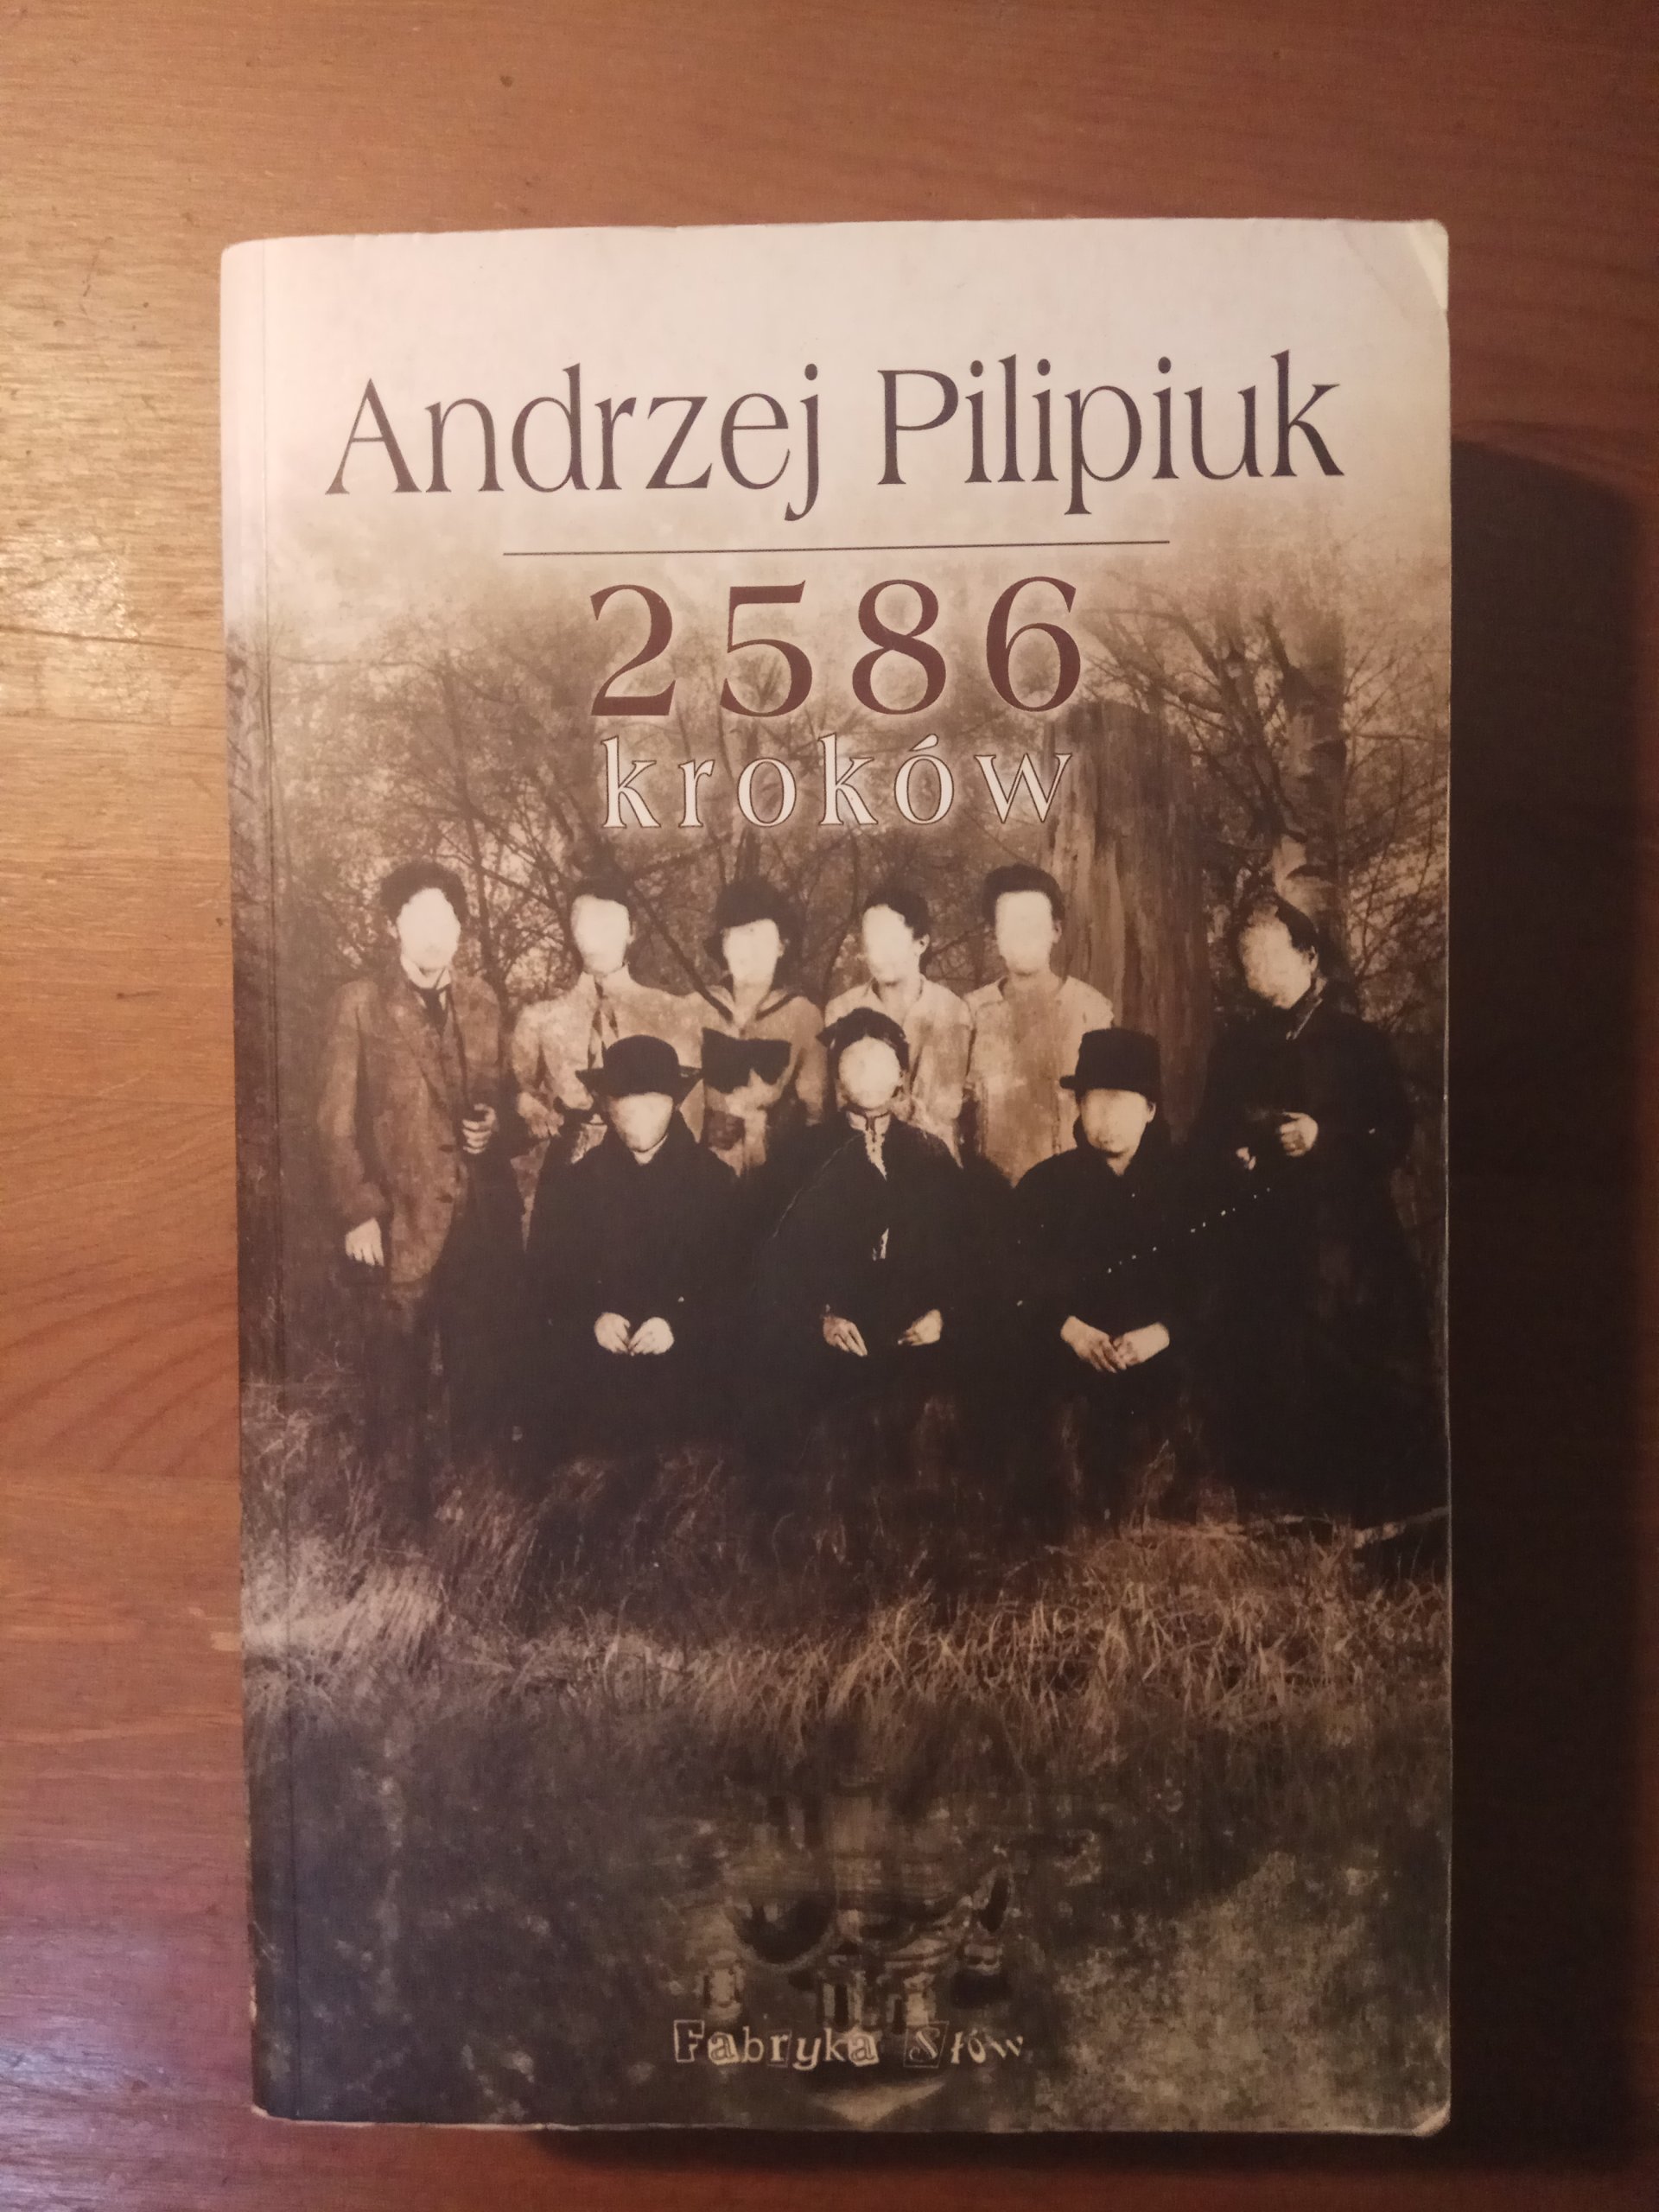 Andrzej Pilipiuk
2586
kroków
Fabryka Słów